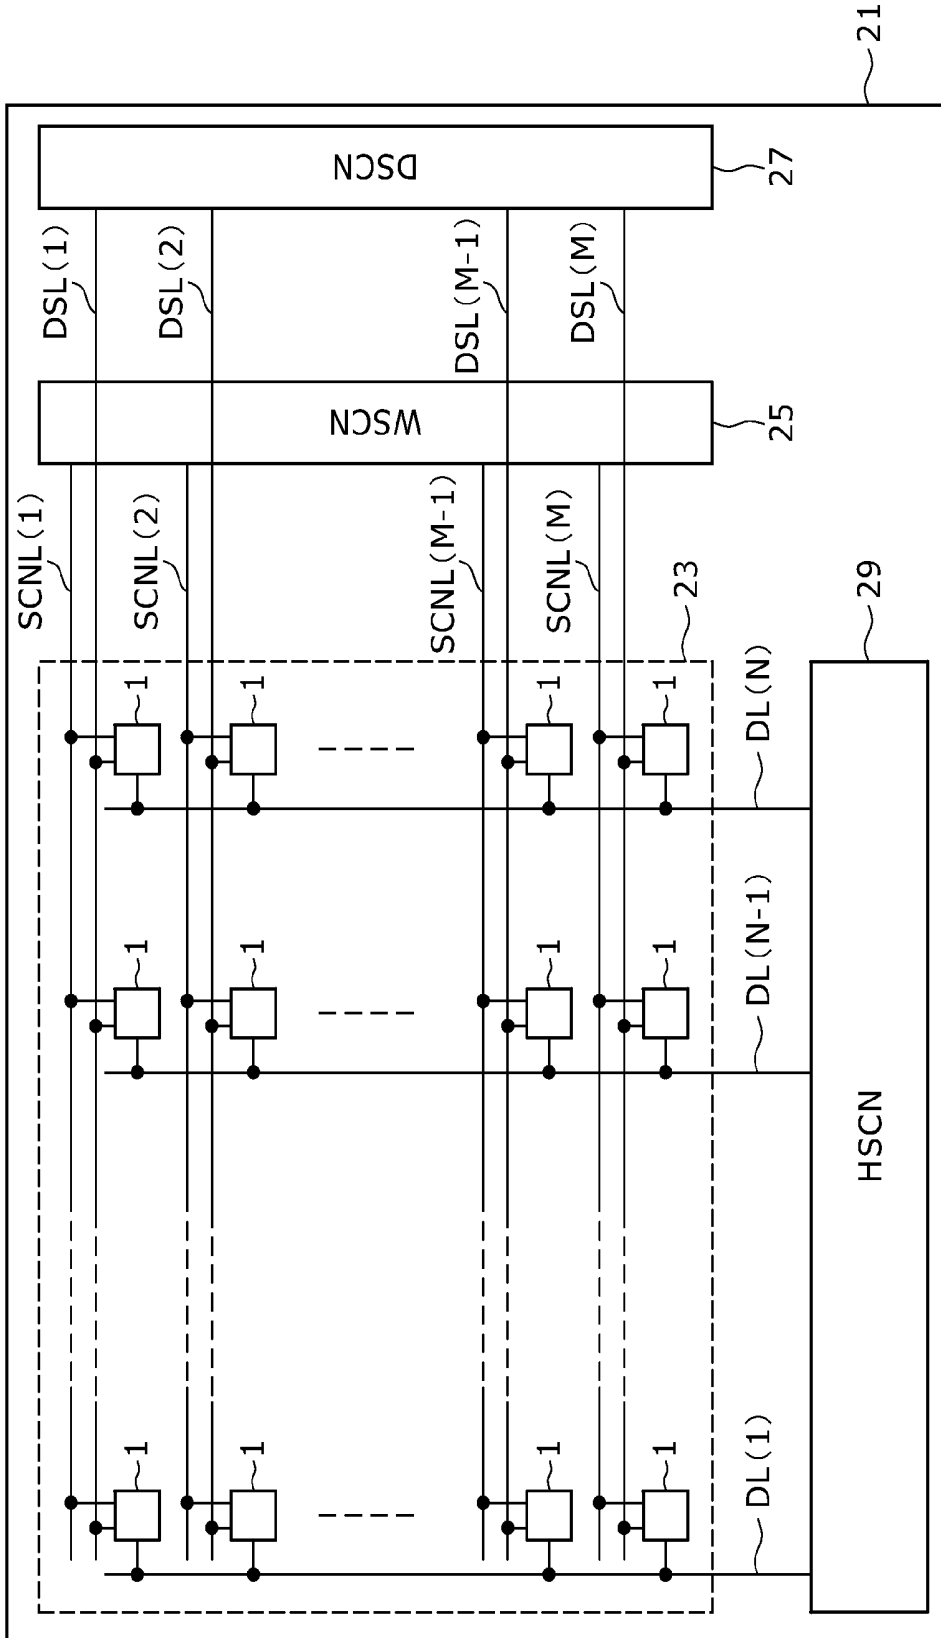 SCNL(1)
DSL(1)
1
1
1
SCNL(2)
DSL(2)
1
1
1
WSCN
DSCN
SCNL(M-1)
DSL(M-1)
1
1
1
SCNL(M)
DSL(M)
1
1
1
23
DL(1)
DL(N-1)
DL(N)
25
27
HSCN
29
21